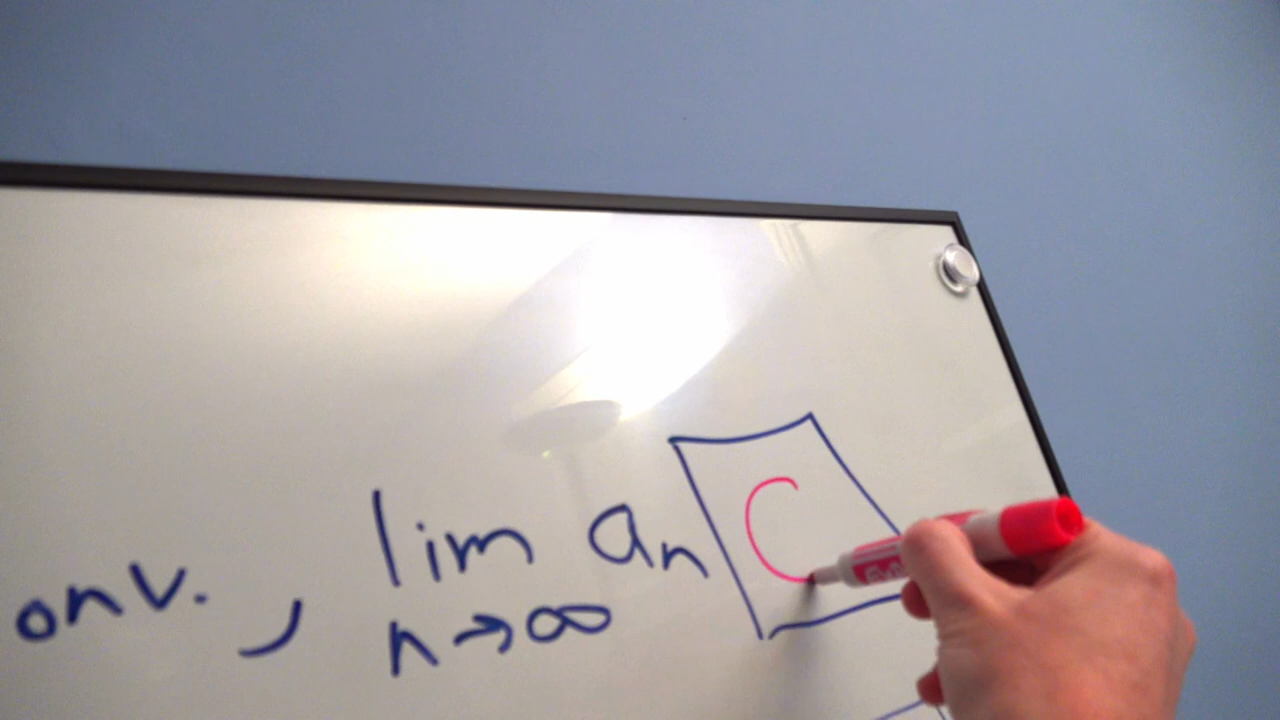 onv. , lim aₙ C
n→∞